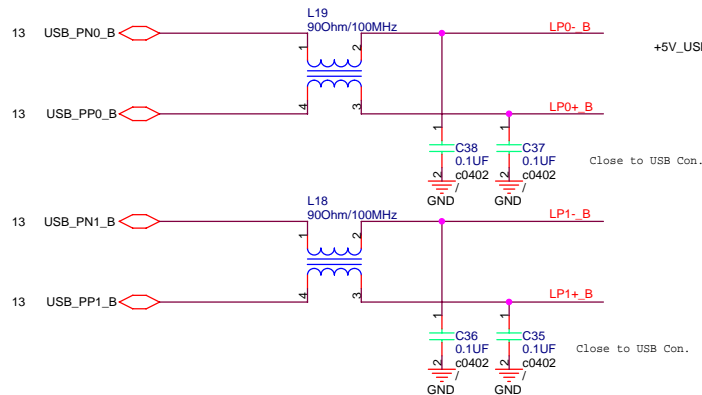 L19
90Ohm/100MHz
13 USB_PN0_B
1 2
LP0-_B
+5V_USB
13 USB_PP0_B
4 3
LP0+_B
1 1
C38 C37
0.1UF 0.1UF
Close to USB Con.
2 c0402 2 c0402
/ /
GND GND
L18
90Ohm/100MHz
13 USB_PN1_B
1 2
LP1-_B
13 USB_PP1_B
4 3
LP1+_B
1 1
C36 C35
0.1UF 0.1UF
Close to USB Con.
2 c0402 2 c0402
/ /
GND GND